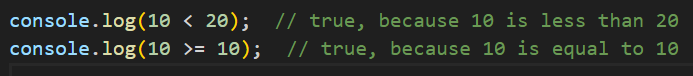 console.log(10 < 20);  // true, because 10 is less than 20
console.log(10 >= 10);  // true, because 10 is equal to 10